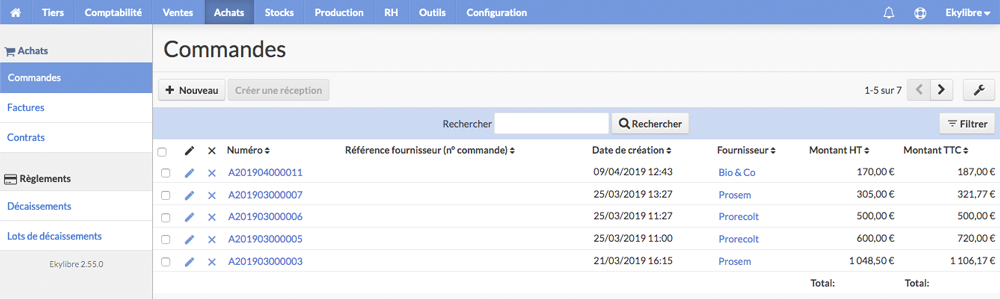 Tiers Comptabilité Ventes Achats Stocks Production RH Outils Configuration Ekylibre
Achats
Commandes
Factures
Contrats
Règlements
Décaissements
Lots de décaissements
Ekylibre 2.55.0
Commandes
Nouveau Créer une réception 1-5 sur 7
Rechercher Rechercher Filtrer
Numéro Référence fournisseur (n° commande) Date de création Fournisseur Montant HT Montant TTC
A201904000011 09/04/2019 12:43 Bio & Co 170,00 € 187,00 €
A201903000007 25/03/2019 13:27 Prosem 305,00 € 321,77 €
A201903000006 25/03/2019 11:27 Prorecolt 500,00 € 500,00 €
A201903000005 25/03/2019 11:00 Prorecolt 600,00 € 720,00 €
A201903000003 21/03/2019 16:15 Prosem 1 048,50 € 1 106,17 €
Total: Total: